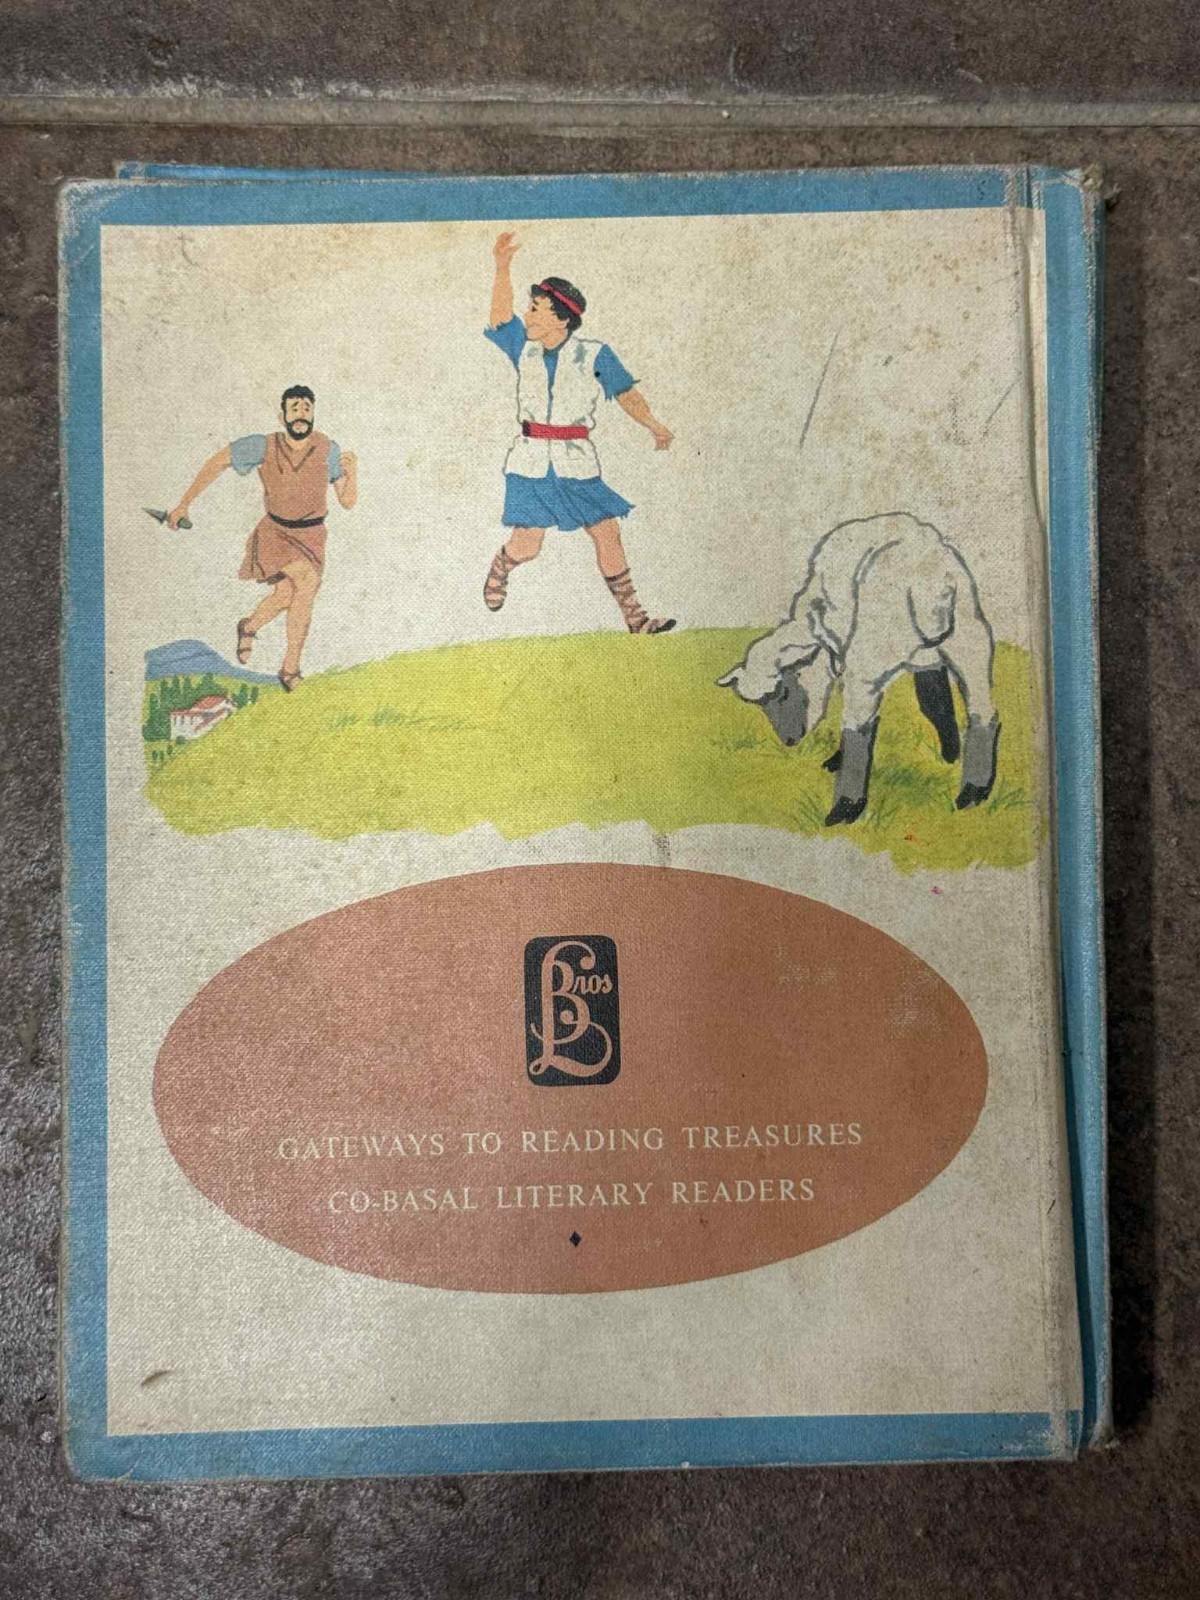 L Bros
GATEWAYS TO READING TREASURES
CO-BASAL LITERARY READERS